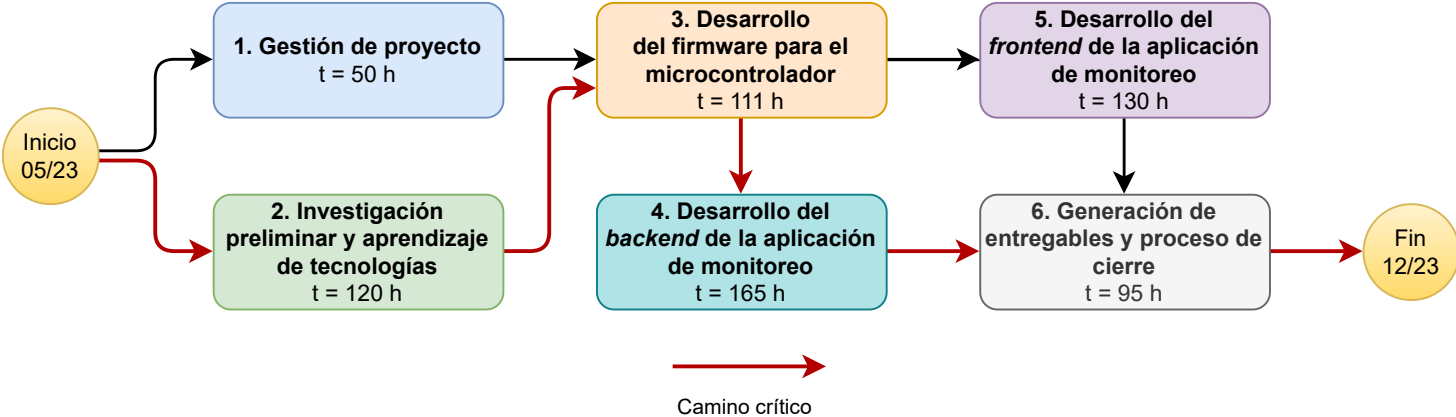 Inicio
05/23
1. Gestión de proyecto
t = 50 h
2. Investigación
preliminar y aprendizaje
de tecnologías
t = 120 h
3. Desarrollo
del firmware para el
microcontrolador
t = 111 h
4. Desarrollo del
backend de la aplicación
de monitoreo
t = 165 h
5. Desarrollo del
frontend de la aplicación
de monitoreo
t = 130 h
6. Generación de
entregables y proceso de
cierre
t = 95 h
Fin
12/23
Camino crítico